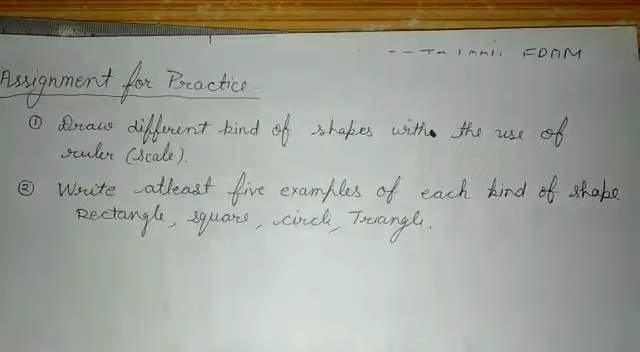 FDMM
Assignment for Practice
① Draw different kind of shapes with the use of
ruler (scale).
② Write atleast five examples of each kind of shape
Rectangle, square, circle, Triangle.